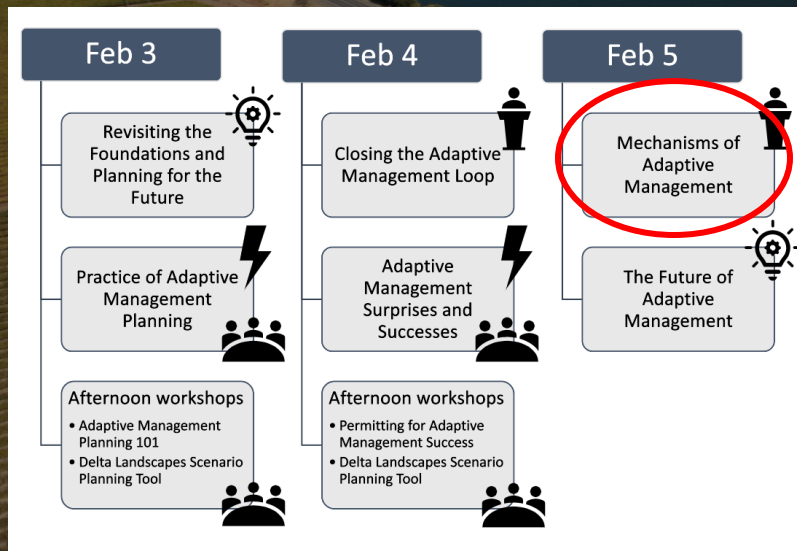 Feb 3
Revisiting the
Foundations and
Planning for the
Future
Practice of Adaptive
Management
Planning
Afternoon workshops
• Adaptive Management
Planning 101
• Delta Landscapes Scenario
Planning Tool
Feb 4
Closing the Adaptive
Management Loop
Adaptive
Management
Surprises and
Successes
Afternoon workshops
• Permitting for Adaptive
Management Success
• Delta Landscapes Scenario
Planning Tool
Feb 5
Mechanisms of
Adaptive
Management
The Future of
Adaptive
Management